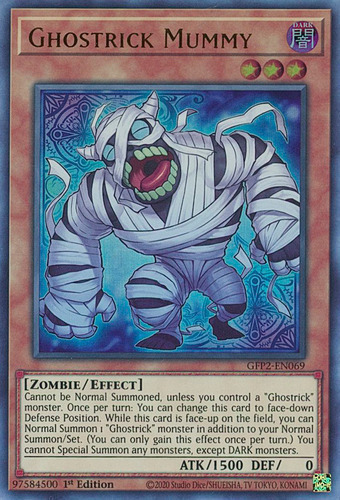 GHOSTRICK MUMMY
DARK
闇
GFP2-EN069
[ZOMBIE/EFFECT]
Cannot be Normal Summoned, unless you control a "Ghostrick"
monster. Once per turn: You can change this card to face-down
Defense Position. While this card is face-up on the field, you can
Normal Summon 1 "Ghostrick" monster in addition to your Normal
Summon/Set. (You can only gain this effect once per turn.) You
cannot Special Summon any monsters, except DARK monsters.
ATK/1500 DEF/ 0
97584500 1st Edition ©2020 Studio Dice/SHUEISHA, TV TOKYO, KONAMI